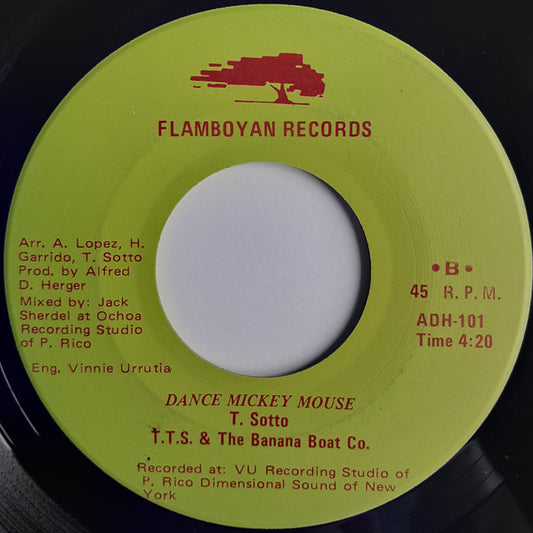 FLAMBOYAN RECORDS
Arr. A. Lopez, H.
Garrido, T. Sotto
Prod. by Alfred
D. Herger
Mixed by: Jack
Sherdel at Ochoa
Recording Studio
of P. Rico
Eng. Vinnie Urrutia
• B •
45 R. P. M.
ADH-101
Time 4:20
DANCE MICKEY MOUSE
T. Sotto
T.T.S. & The Banana Boat Co.
Recorded at: VU Recording Studio of
P. Rico Dimensional Sound of New
York